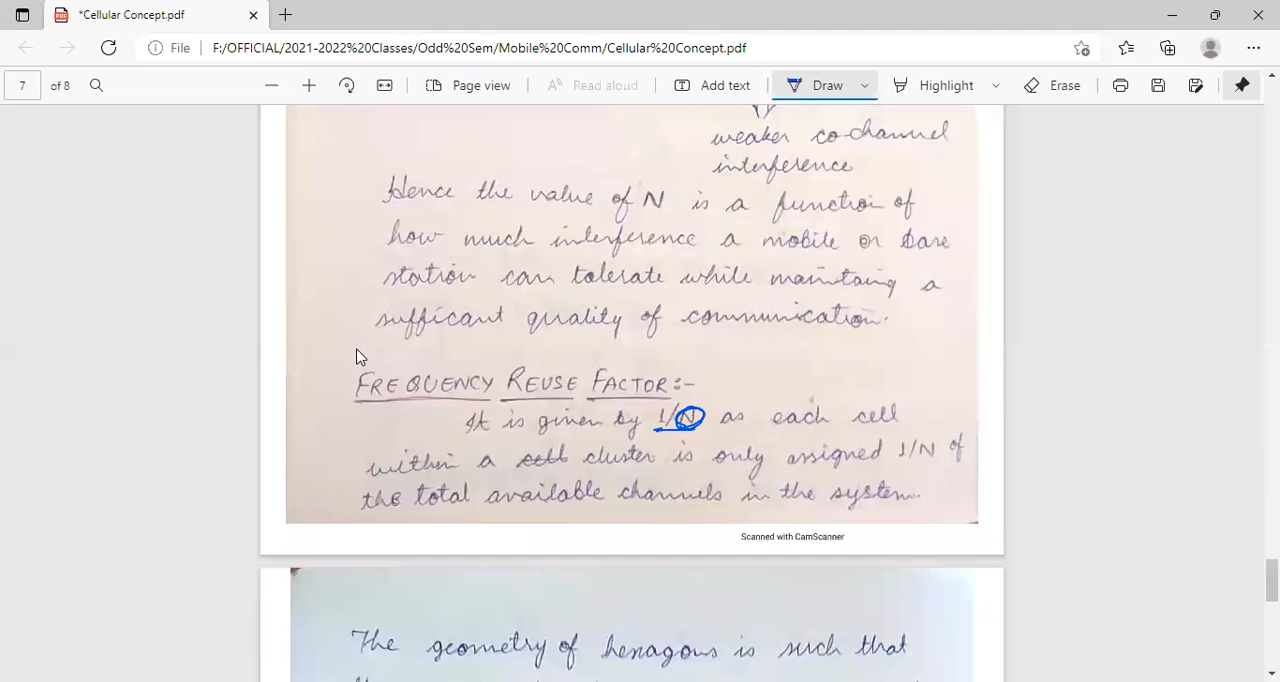 *Cellular Concept.pdf
File F:/OFFICIAL/2021-2022%20Classes/Odd%20Sem/Mobile%20Comm/Cellular%20Concept.pdf
7 of 8 Page view Read aloud Add text Draw Highlight Erase
weaker co-channel
interference
Hence the value of N is a function of
how much interference a mobile or base
station can tolerate while maintaing a
sufficant quality of communication.
FREQUENCY REUSE FACTOR:-
It is given by 1/N as each cell
within a cell cluster is only assigned 1/N of
the total available channels in the system.
Scanned with CamScanner
The geometry of hexagons is such that